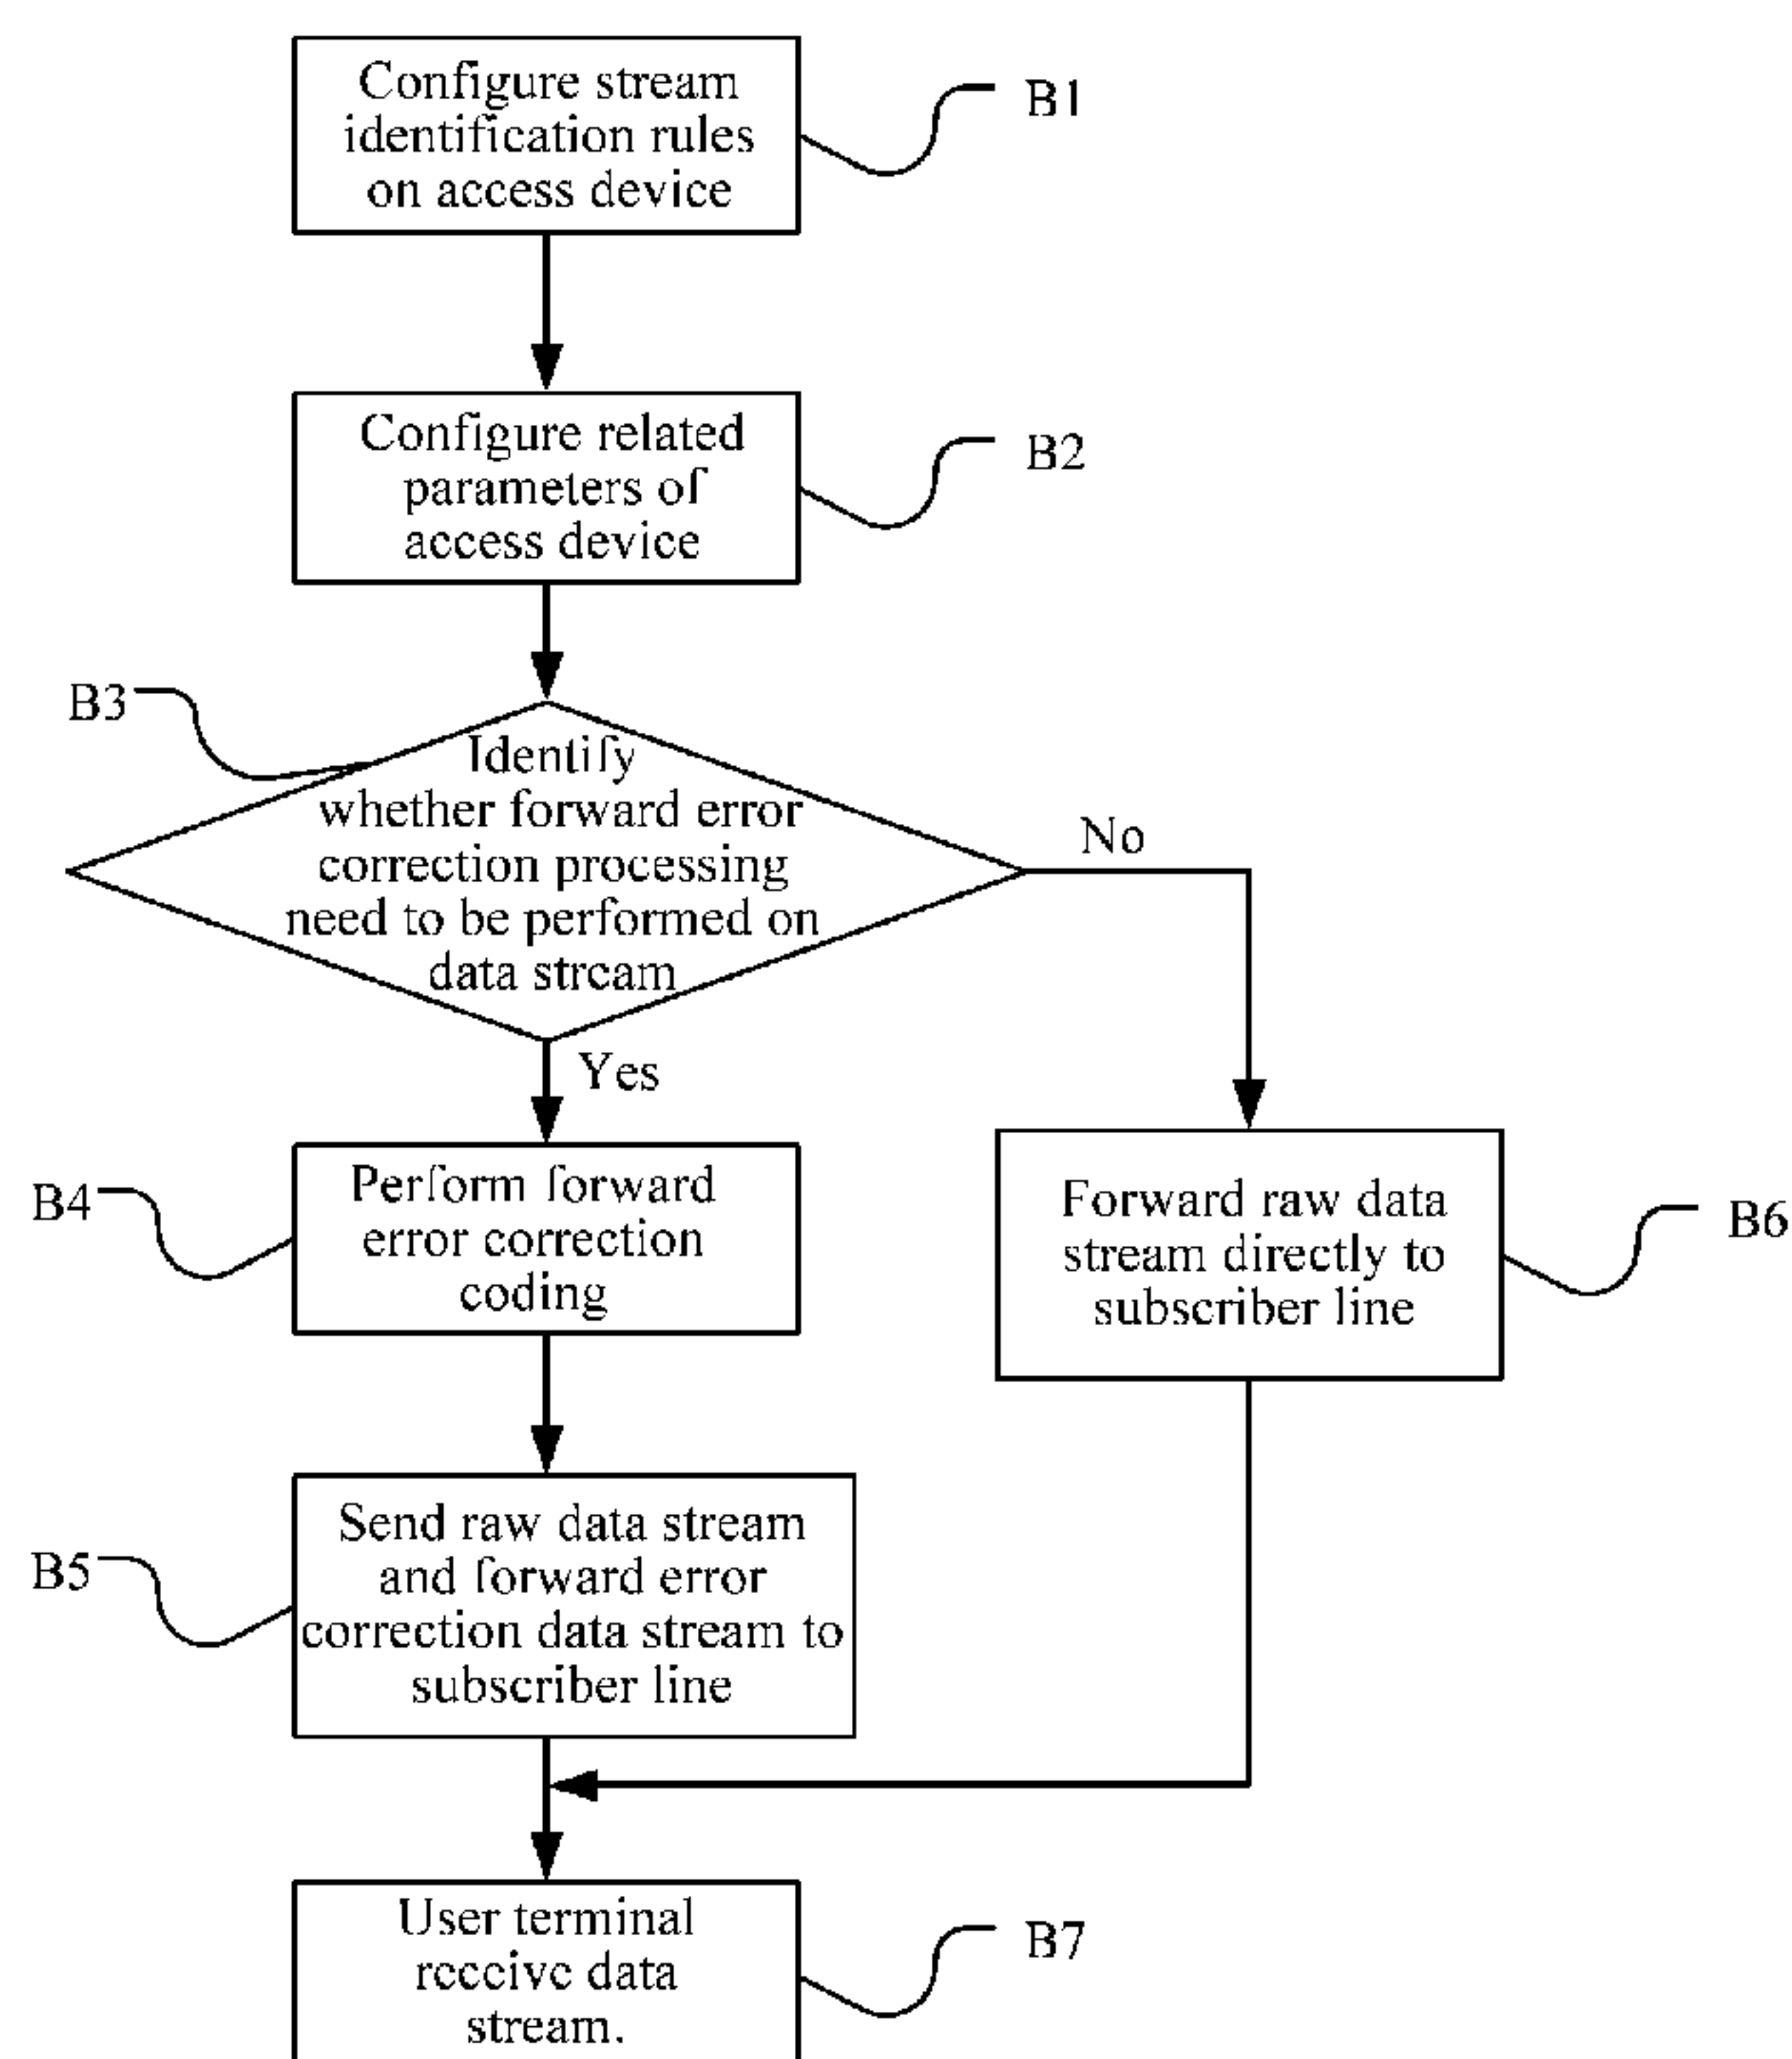 Configure stream
identification rules
on access device
B1
Configure related
parameters of
access device
B2
B3
Identify
whether forward error
correction processing
need to be performed on
data stream
No
Yes
B4
Perform forward
error correction
coding
Forward raw data
stream directly to
subscriber line
B6
B5
Send raw data stream
and forward error
correction data stream to
subscriber line
User terminal
receive data
stream.
B7